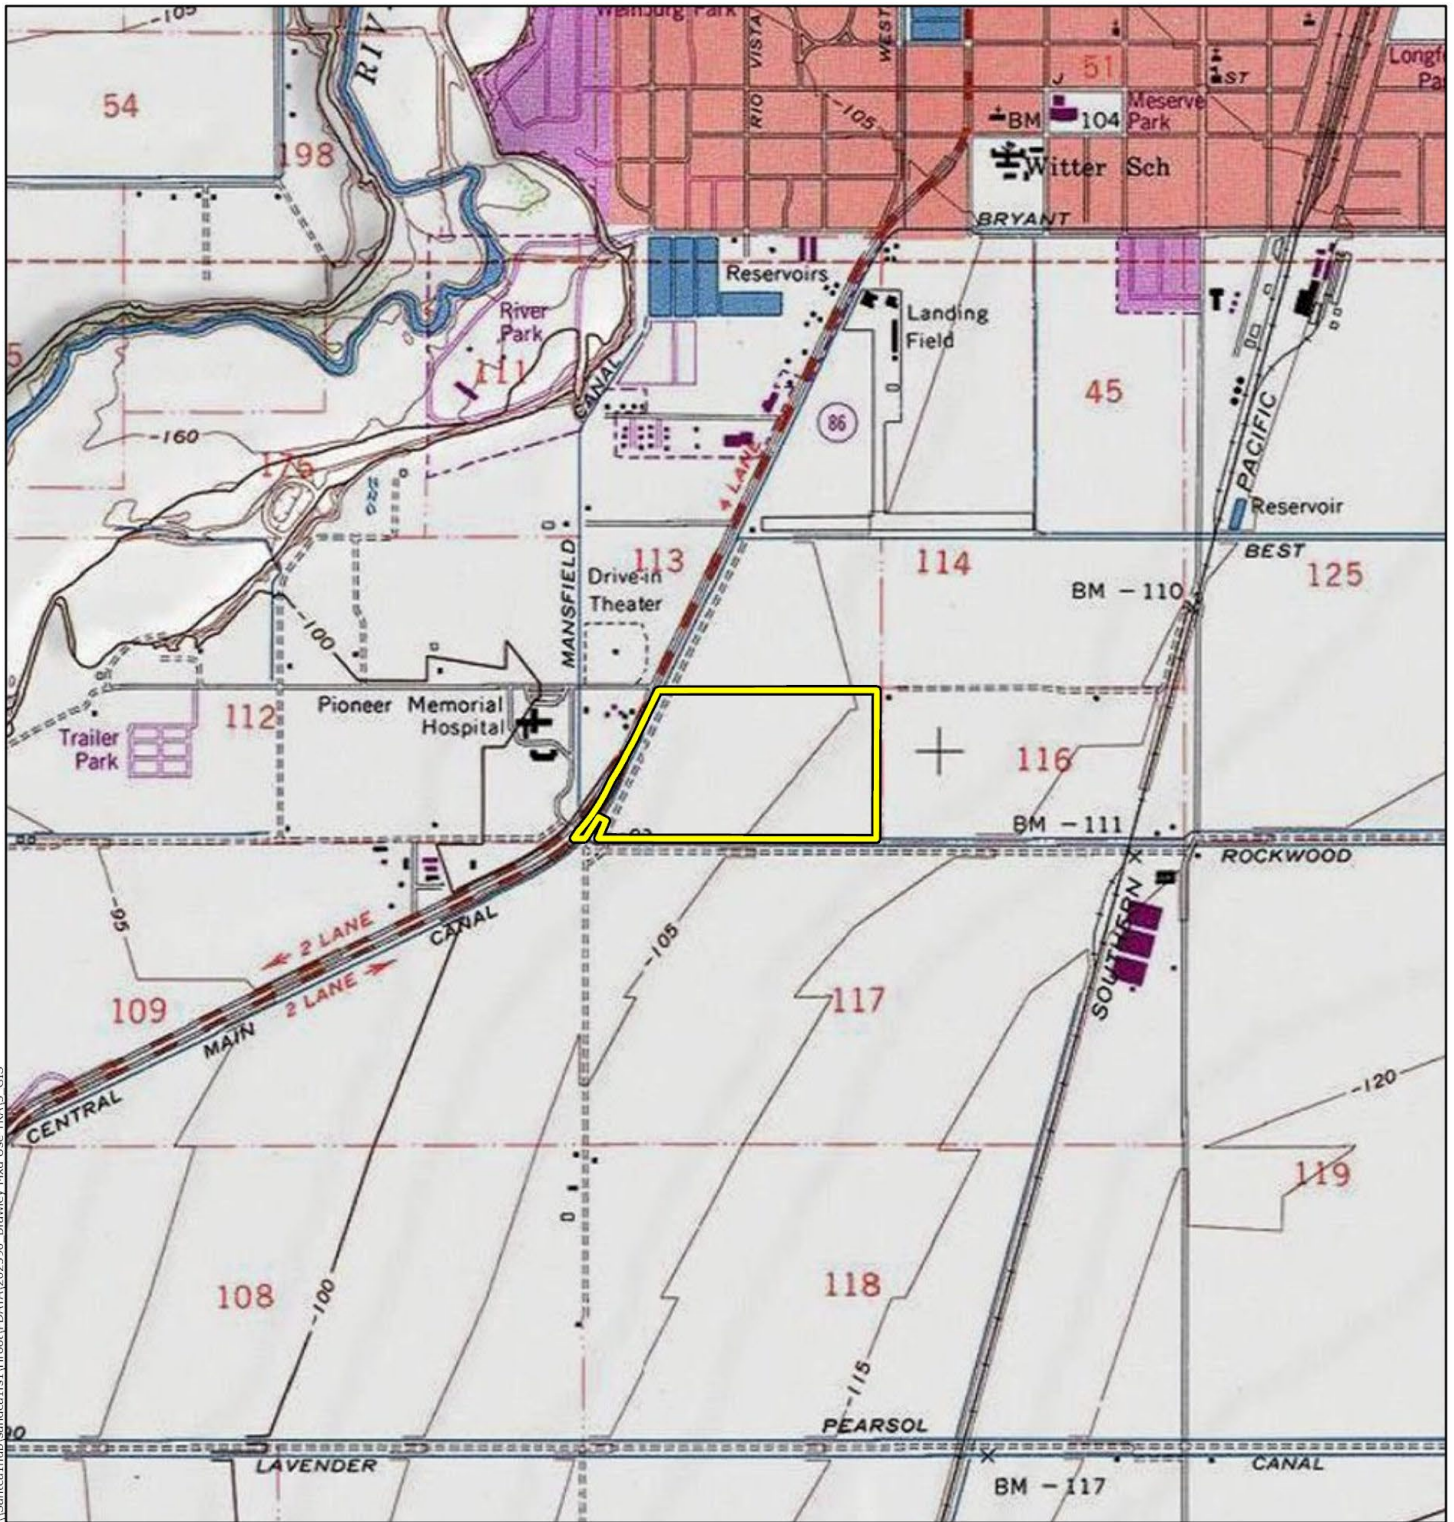 -105
RIV
Weinburg Park
RIO VISTA
WEST
51
Longf
Pa
J
ST
54
-105
BM
104
Meserve
Park
198
Witter Sch
BRYANT
Reservoirs
River
Park
Landing
Field
5
111
CANAL
45
86
-160
175
4 LANE
PACIFIC
Reservoir
113
114
BEST
125
MANSFIELD
Drive-in
Theater
BM -110
-100
112
Pioneer Memorial
Hospital
Trailer
Park
116
BM -111
ROCKWOOD
-95
2 LANE
CANAL
-105
2 LANE
SOUTHERN
109
117
MAIN
CENTRAL
-120
119
108
118
-100
-115
PEARSOL
LAVENDER
CANAL
BM -117